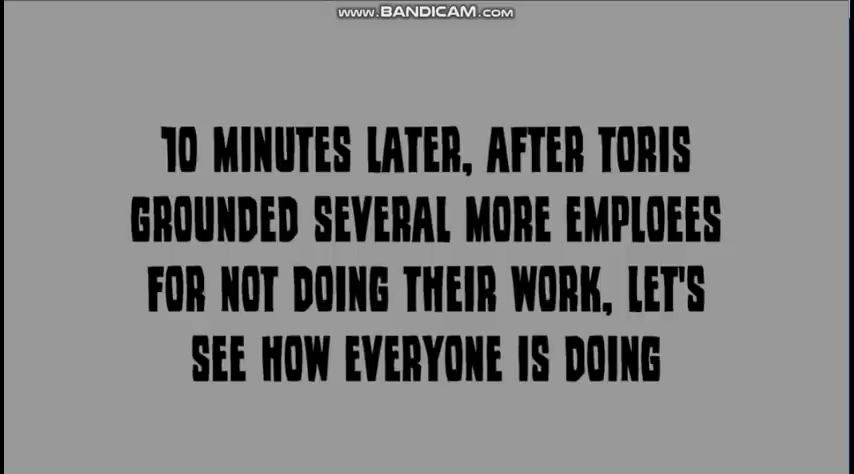 www.BANDICAM.com
10 MINUTES LATER, AFTER TORIS
GROUNDED SEVERAL MORE EMPLOEES
FOR NOT DOING THEIR WORK, LET'S
SEE HOW EVERYONE IS DOING